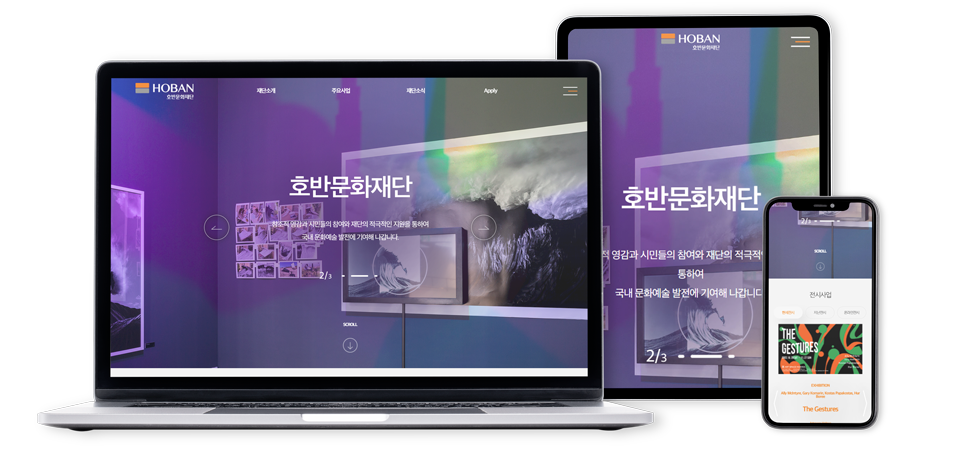 HOBAN
호반문화재단
재단소개
주요사업
재단소식
Apply
호반문화재단
창조적 영감과 시민들의 참여와 재단의 적극적인 지원을 통하여
국내 문화예술 발전에 기여해 나갑니다.
2/3
SCROLL
HOBAN
호반문화재단
호반문화재단
적 영감과 시민들의 참여와 재단의 적극적
통하여
국내 문화예술 발전에 기여해 나갑니다
2/3
2/3
SCROLL
전시사업
THE
GESTURES
EXHIBITION
The Gestures